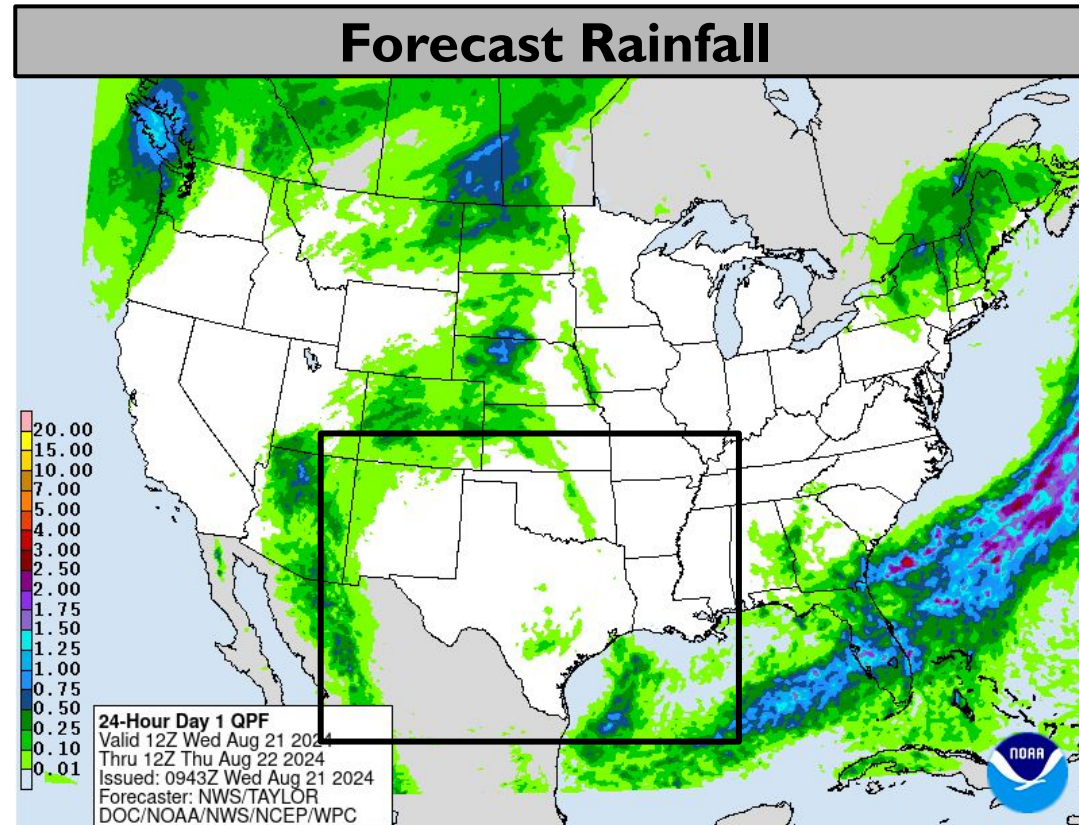 Forecast Rainfall
20.00
15.00
10.00
7.00
5.00
4.00
3.00
2.50
2.00
1.75
1.50
1.25
1.00
0.75
0.50
0.25
0.10
0.01
24-Hour Day 1 QPF
Valid 12Z Wed Aug 21 2024
Thru 12Z Thu Aug 22 2024
Issued: 0943Z Wed Aug 21 2024
Forecaster: NWS/TAYLOR
DOC/NOAA/NWS/NCEP/WPC
NOAA